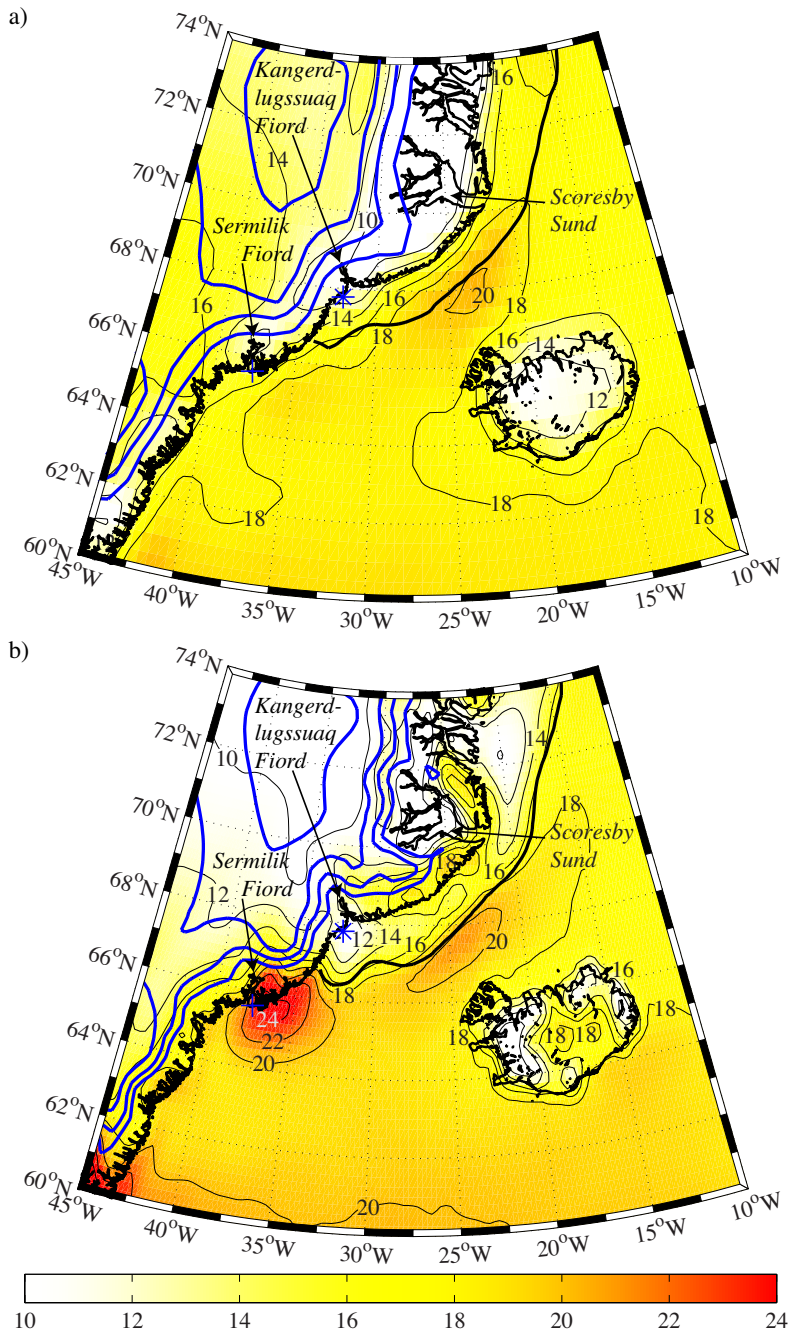 a)
74°N
72°N
70°N
68°N
66°N
64°N
62°N
60°N
45°W
40°W
35°W
30°W
25°W
20°W
15°W
10°W
Kangerd-
lugssuaq
Fiord
Sermilik
Fiord
Scoresby
Sund
16
14
10
16
20
16
14
18
18
16
14
12
18
18
18
b)
74°N
72°N
70°N
68°N
66°N
64°N
62°N
60°N
45°W
40°W
35°W
30°W
25°W
20°W
15°W
10°W
Kangerd-
lugssuaq
Fiord
Sermilik
Fiord
Scoresby
Sund
14
10
18
18
16
12
12
14
16
20
18
24
22
20
16
18
18
18
18
20
10 12 14 16 18 20 22 24